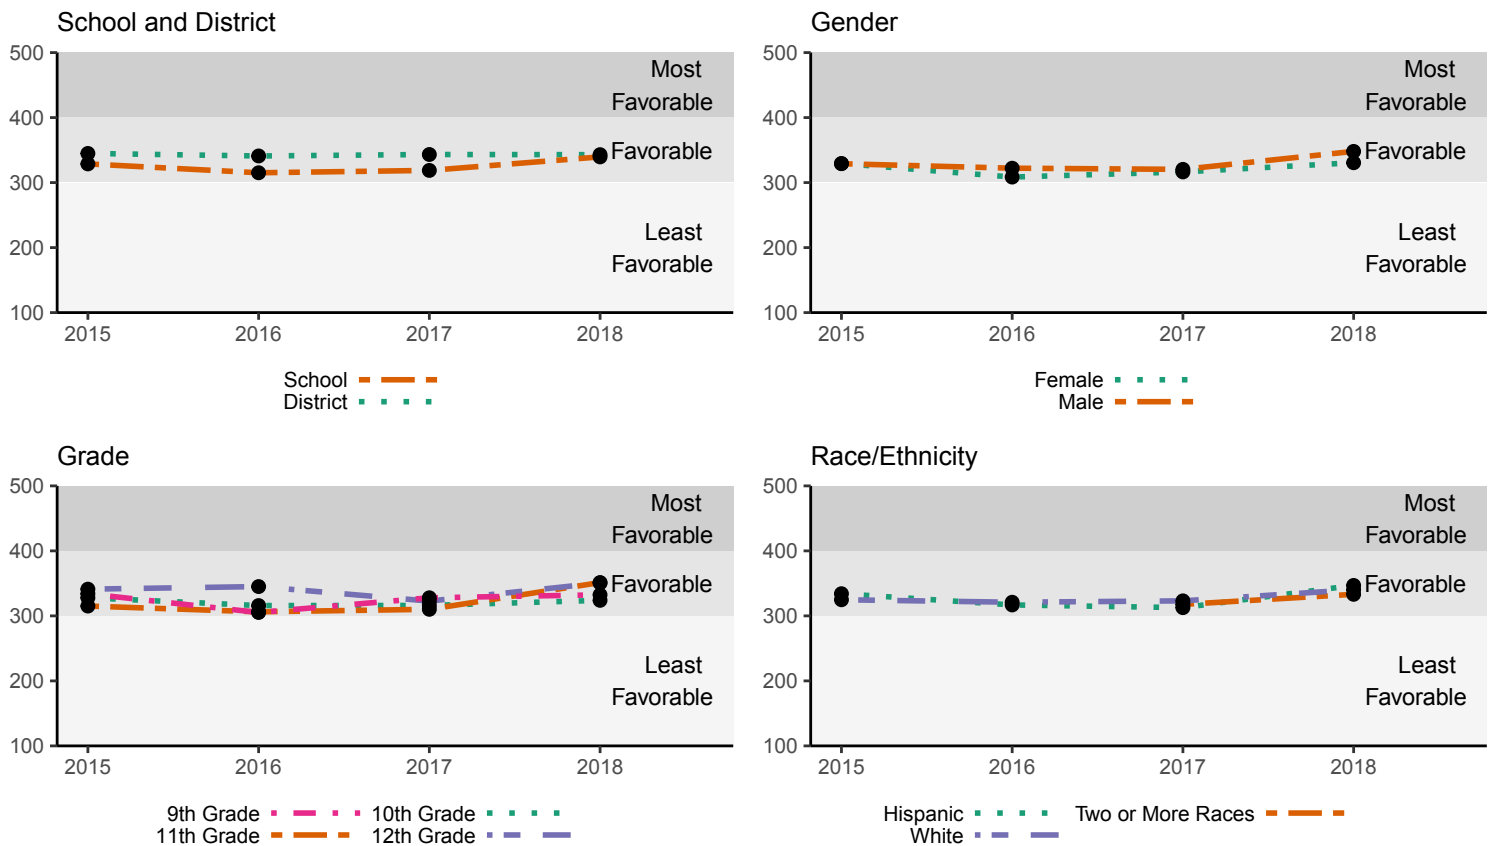 School and District
500
400
300
200
100
Most
Favorable
Favorable
Least
Favorable
2015 2016 2017 2018
School
District
Gender
500
400
300
200
100
Most
Favorable
Favorable
Least
Favorable
2015 2016 2017 2018
Female
Male
Grade
500
400
300
200
100
Most
Favorable
Favorable
Least
Favorable
2015 2016 2017 2018
9th Grade 10th Grade
11th Grade 12th Grade
Race/Ethnicity
500
400
300
200
100
Most
Favorable
Favorable
Least
Favorable
2015 2016 2017 2018
Hispanic Two or More Races
White